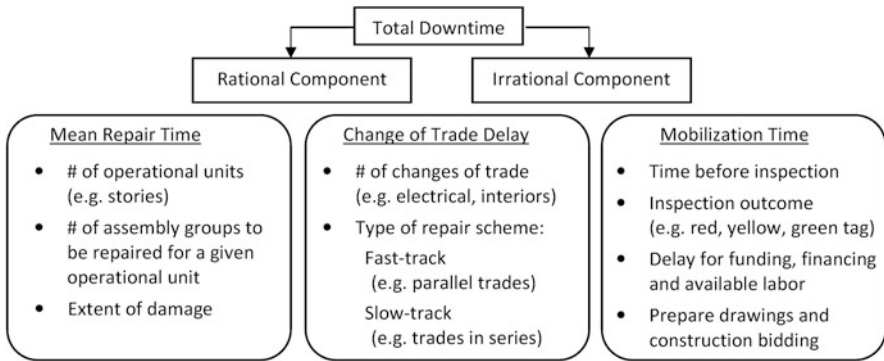 Total Downtime
Rational Component
Irrational Component
Mean Repair Time
• # of operational units
(e.g. stories)
• # of assembly groups to
be repaired for a given
operational unit
• Extent of damage
Change of Trade Delay
• # of changes of trade
(e.g. electrical, interiors)
• Type of repair scheme:
Fast-track
(e.g. parallel trades)
Slow-track
(e.g. trades in series)
Mobilization Time
• Time before inspection
• Inspection outcome
(e.g. red, yellow, green tag)
• Delay for funding, financing
and available labor
• Prepare drawings and
construction bidding